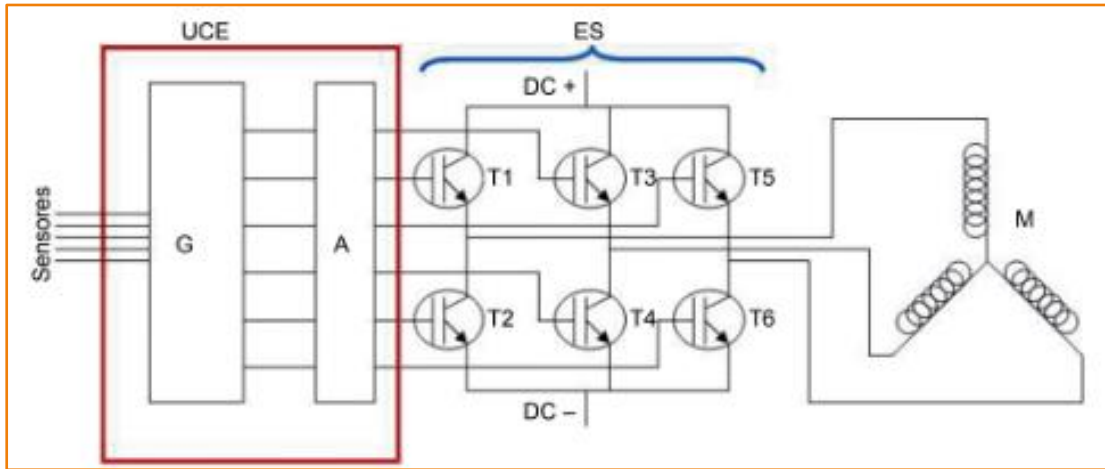 UCE
ES
DC +
T1
T3
T5
Sensores
G
A
M
T2
T4
T6
DC –